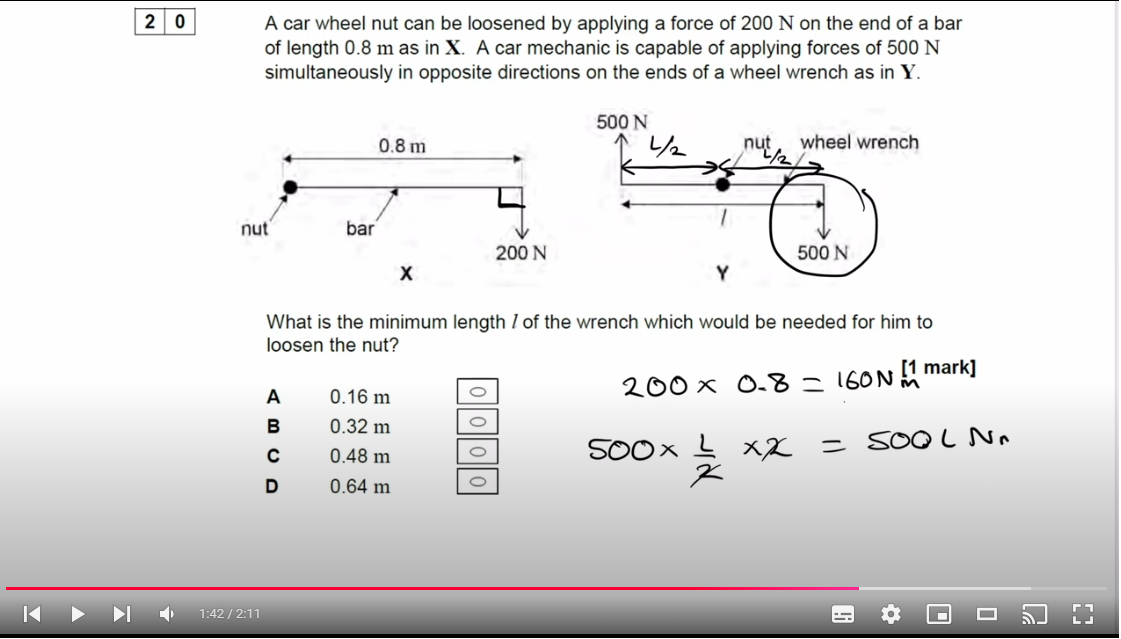 2 0
A car wheel nut can be loosened by applying a force of 200 N on the end of a bar
of length 0.8 m as in X. A car mechanic is capable of applying forces of 500 N
simultaneously in opposite directions on the ends of a wheel wrench as in Y.
500 N
0.8 m
L/2
nut
L/2
wheel wrench
nut
bar
l
200 N
500 N
X
Y
What is the minimum length l of the wrench which would be needed for him to
loosen the nut?
[1 mark]
200 × 0.8 = 160 N m
A 0.16 m
B 0.32 m
500 × L/2 × 2 = 500 L Nm
C 0.48 m
D 0.64 m
1:42 / 2:11